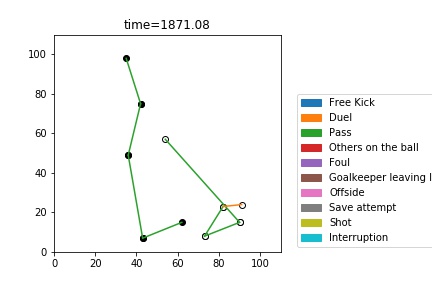 time=1871.08
100
80
60
40
20
0
0 20 40 60 80 100
Free Kick
Duel
Pass
Others on the ball
Foul
Goalkeeper leaving l
Offside
Save attempt
Shot
Interruption